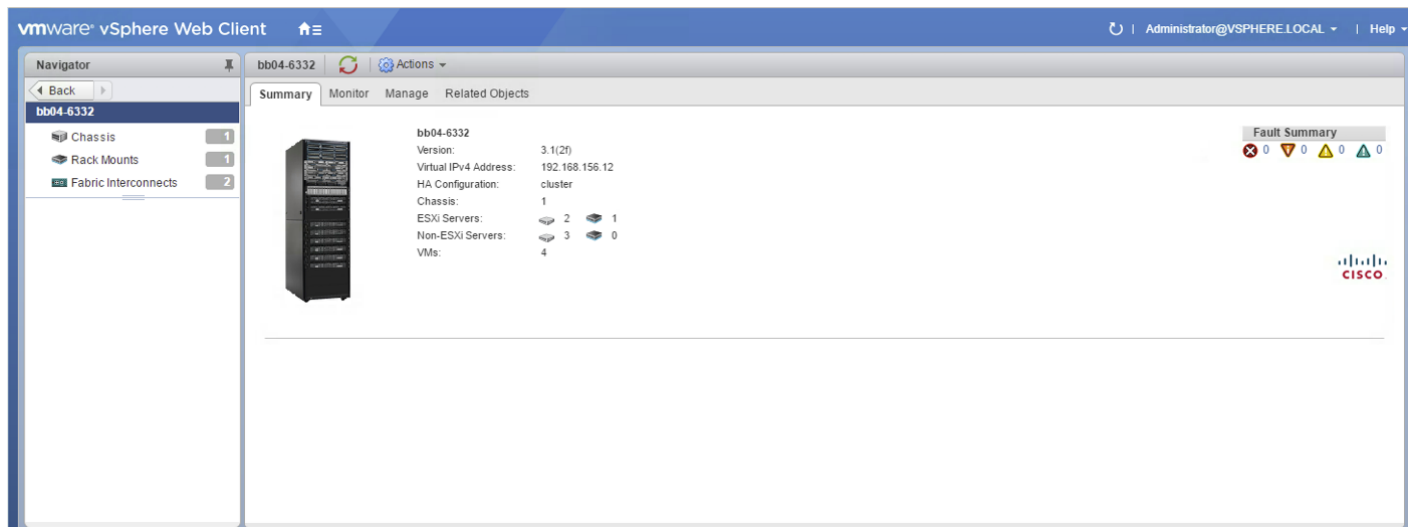 vmware® vSphere Web Client
Administrator@VSPHERE.LOCAL | Help
Navigator
Back
bb04-6332
Chassis 1
Rack Mounts 1
Fabric Interconnects 2
bb04-6332 Actions
Summary Monitor Manage Related Objects
bb04-6332
Version: 3.1(2f)
Virtual IPv4 Address: 192.168.156.12
HA Configuration: cluster
Chassis: 1
ESXi Servers: 2 1
Non-ESXi Servers: 3 0
VMs: 4
Fault Summary
0 0 0 0
CISCO